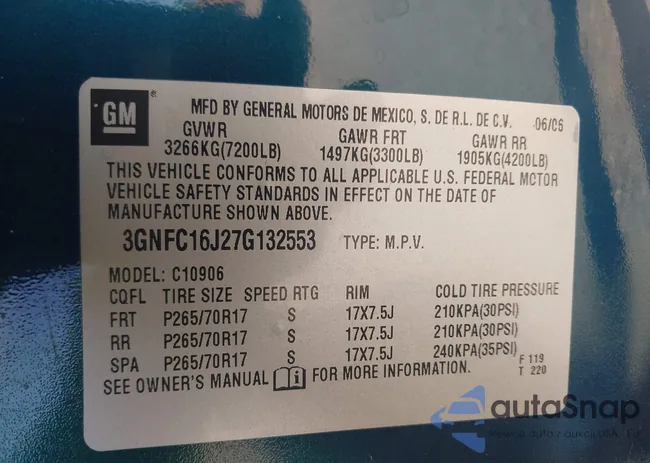 GM ®
MFD BY GENERAL MOTORS DE MEXICO, S. DE R.L. DE C.V. 06/06
GVWR GAWR FRT GAWR RR
3266KG(7200LB) 1497KG(3300LB) 1905KG(4200LB)
THIS VEHICLE CONFORMS TO ALL APPLICABLE U.S. FEDERAL MOTOR
VEHICLE SAFETY STANDARDS IN EFFECT ON THE DATE OF
MANUFACTURE SHOWN ABOVE.
3GNFC16J27G132553 TYPE: M.P.V.
MODEL: C10906
CQFL TIRE SIZE SPEED RTG RIM COLD TIRE PRESSURE
FRT P265/70R17 S 17X7.5J 210KPA(30PSI)
RR P265/70R17 S 17X7.5J 210KPA(30PSI)
SPA P265/70R17 S 17X7.5J 240KPA(35PSI)
F 119
T 220
SEE OWNER'S MANUAL i FOR MORE INFORMATION.
autoSnap